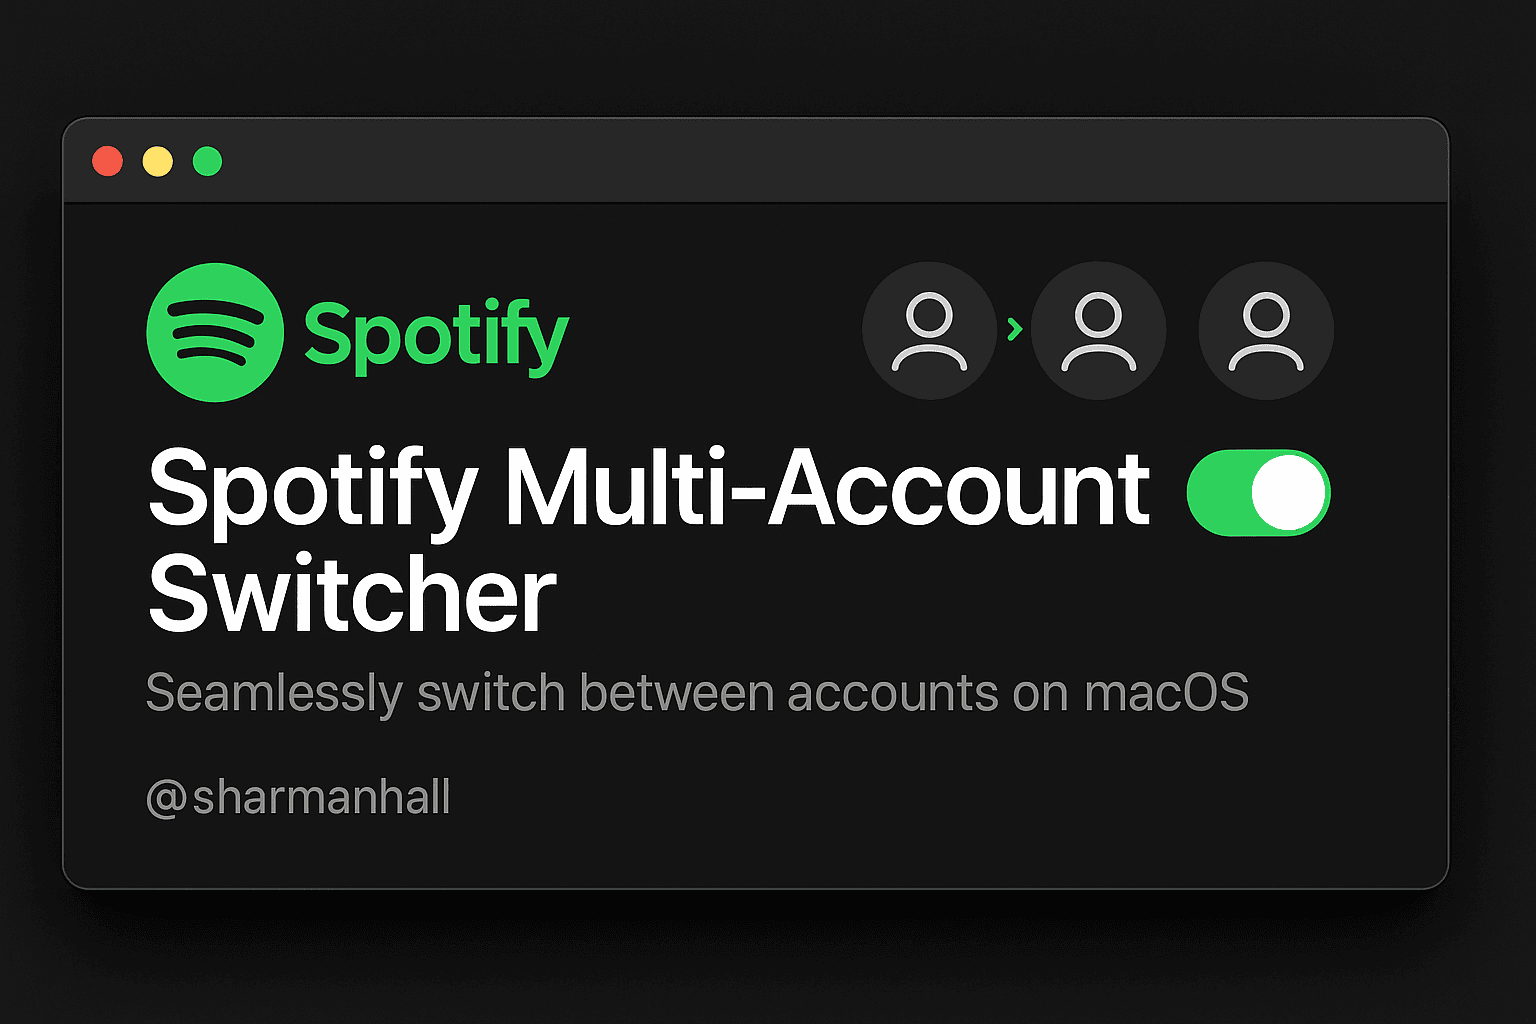 Spotify
Spotify Multi-Account
Switcher
Seamlessly switch between accounts on macOS
@sharmanhall